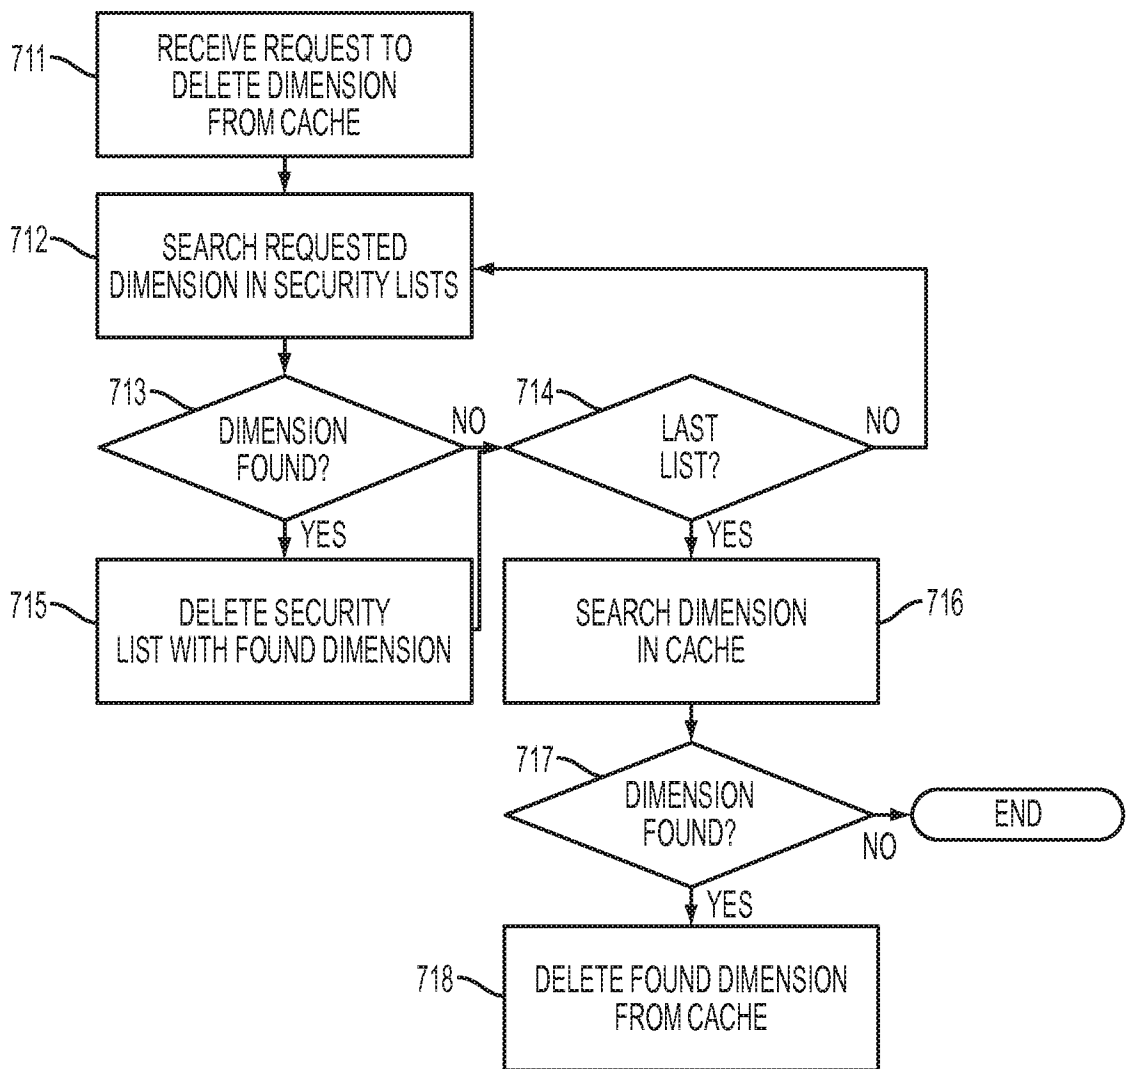 711
RECEIVE REQUEST TO
DELETE DIMENSION
FROM CACHE
712
SEARCH REQUESTED
DIMENSION IN SECURITY LISTS
713
DIMENSION
FOUND?
NO
YES
714
LAST
LIST?
NO
YES
715
DELETE SECURITY
LIST WITH FOUND DIMENSION
716
SEARCH DIMENSION
IN CACHE
717
DIMENSION
FOUND?
NO
END
YES
718
DELETE FOUND DIMENSION
FROM CACHE